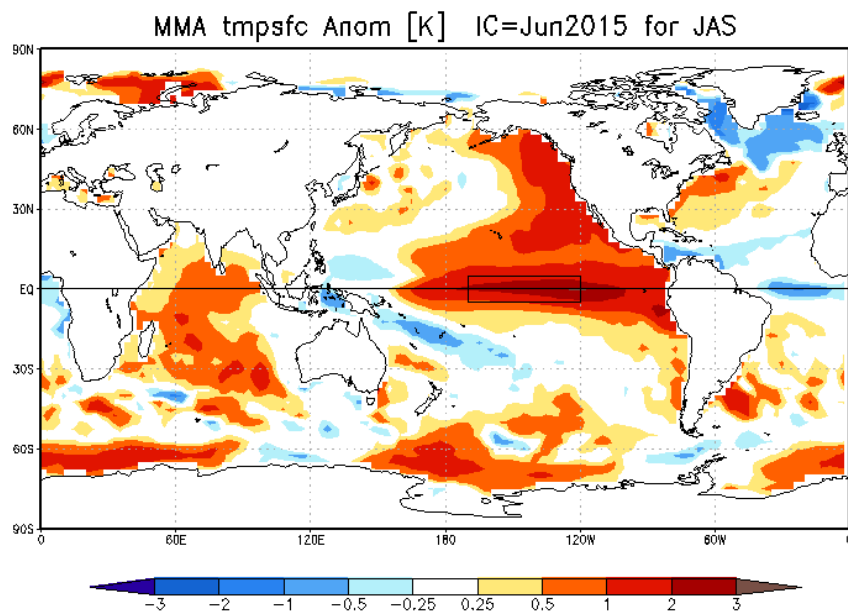 MMA tmpsfc Anom [K] IC=Jun2015 for JAS
90N
60N
30N
EQ
30S
60S
90S
0 60E 120E 180 120W 60W 0
-3 -2 -1 -0.5 -0.25 0.25 0.5 1 2 3